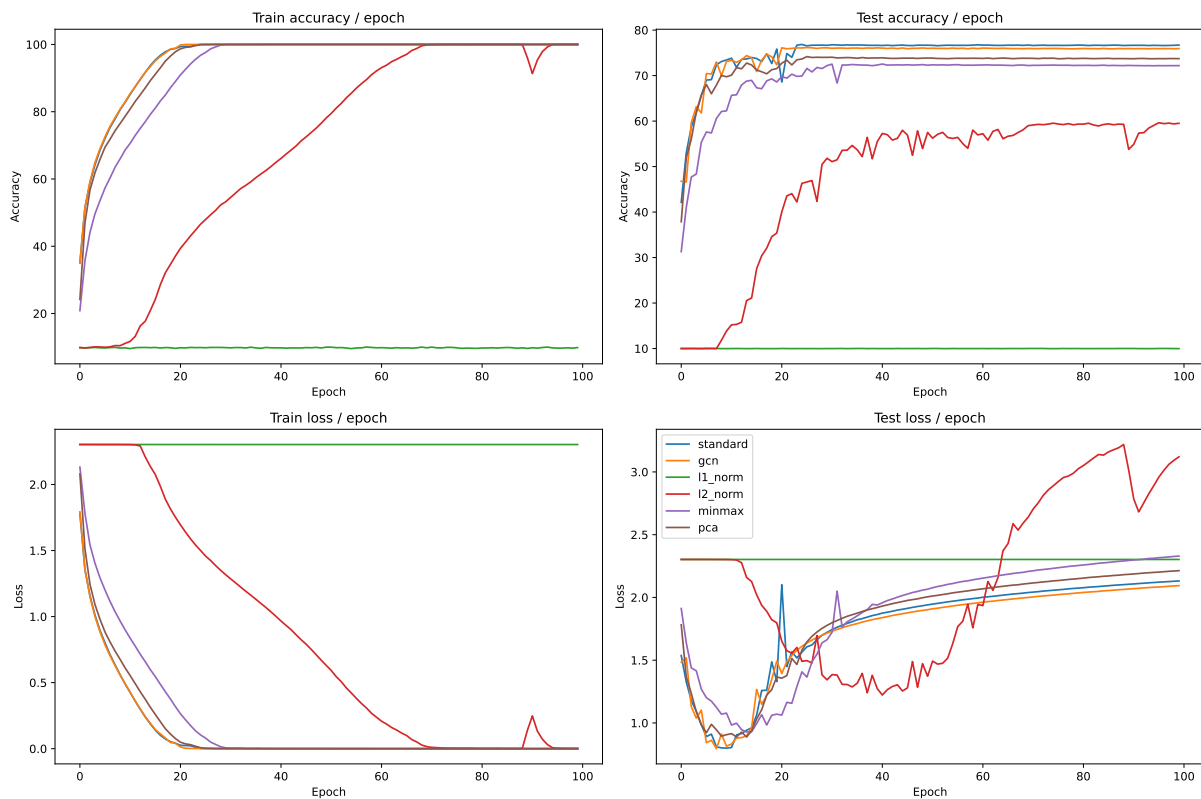 Train accuracy / epoch
Accuracy
100
80
60
40
20
0 20 40 60 80 100
Epoch
Test accuracy / epoch
Accuracy
80
70
60
50
40
30
20
10
0 20 40 60 80 100
Epoch
Train loss / epoch
Loss
2.0
1.5
1.0
0.5
0.0
0 20 40 60 80 100
Epoch
Test loss / epoch
Loss
3.0
2.5
2.0
1.5
1.0
standard
gcn
l1_norm
l2_norm
minmax
pca
0 20 40 60 80 100
Epoch